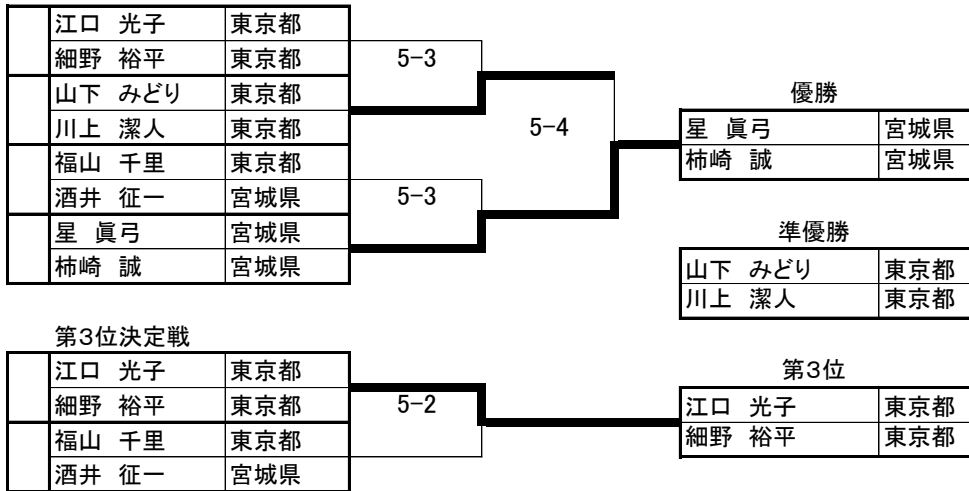 江口　光子 東京都
細野　裕平 東京都
5-3
山下　みどり 東京都
川上　潔人 東京都
5-4
福山　千里 東京都
酒井　征一 宮城県
5-3
星　眞弓 宮城県
柿崎　誠 宮城県
優勝
星　眞弓 宮城県
柿崎　誠 宮城県
準優勝
山下　みどり 東京都
川上　潔人 東京都
第3位決定戦
江口　光子 東京都
細野　裕平 東京都
5-2
福山　千里 東京都
酒井　征一 宮城県
第3位
江口　光子 東京都
細野　裕平 東京都